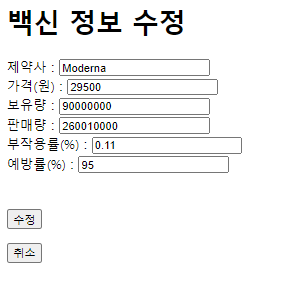 백신 정보 수정
제약사 : Moderna
가격(원) : 29500
보유량 : 90000000
판매량 : 260010000
부작용률(%) : 0.11
예방률(%) : 95
수정
취소